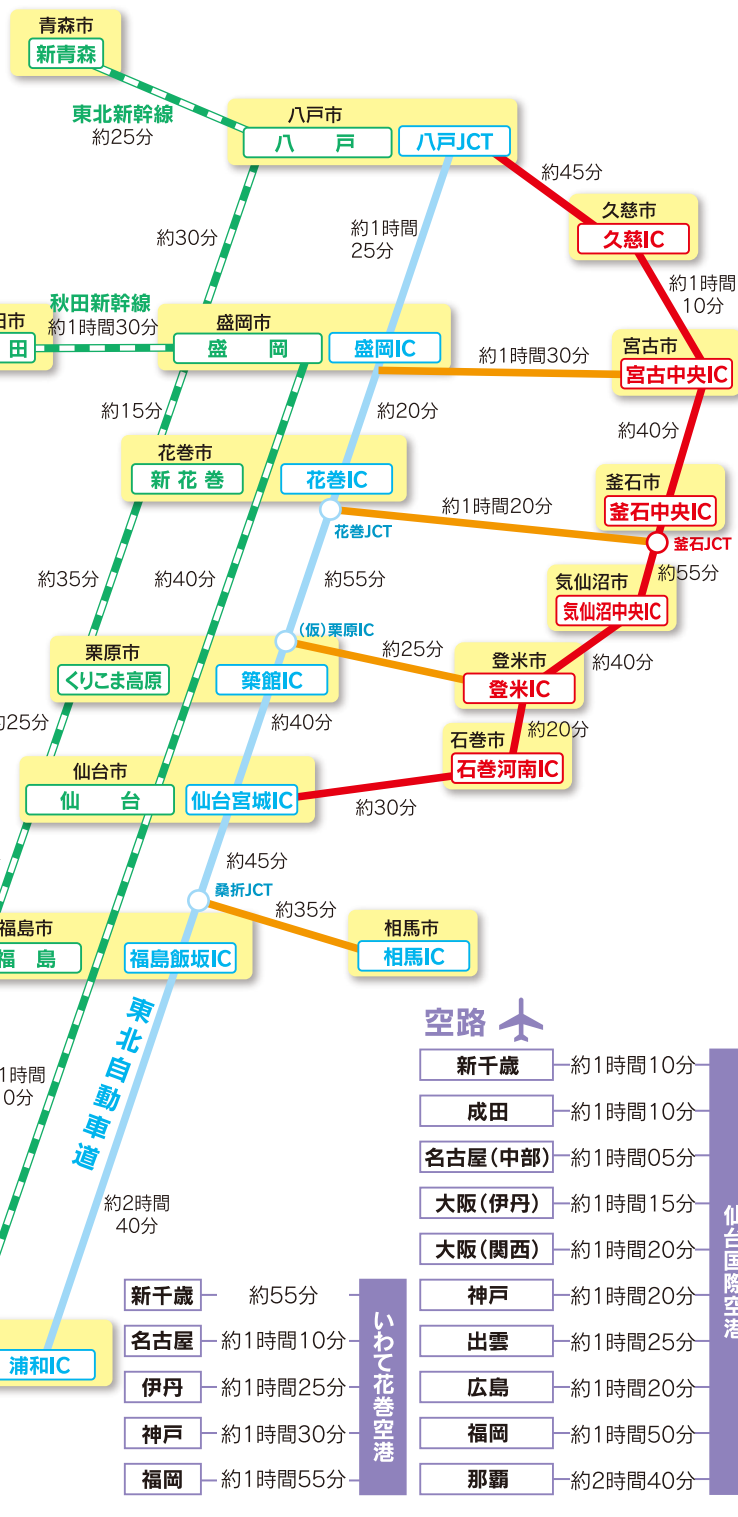 青森市
新青森
東北新幹線
約25分
八戸市
八戸
八戸JCT
約45分
久慈市
久慈IC
約30分
約1時間
25分
約1時間
10分
秋田新幹線
約1時間30分
田市
田
盛岡市
盛岡
盛岡IC
約1時間30分
宮古市
宮古中央IC
約15分
約20分
約40分
花巻市
新花巻
花巻IC
花巻JCT
約1時間20分
釜石市
釜石中央IC
釜石JCT
約35分
約40分
約55分
約55分
気仙沼市
気仙沼中央IC
(仮)栗原IC
約25分
約40分
栗原市
くりこま高原
築館IC
登米市
登米IC
約25分
約40分
約20分
石巻市
石巻河南IC
仙台市
仙台
仙台宮城IC
約30分
約45分
桑折JCT
約35分
福島市
福島
福島飯坂IC
相馬市
相馬IC
東北自動車道
1時間
0分
約2時間
40分
浦和IC
空路
新千歳 約1時間10分
成田 約1時間10分
名古屋(中部) 約1時間05分
大阪(伊丹) 約1時間15分
大阪(関西) 約1時間20分
神戸 約1時間20分
出雲 約1時間25分
広島 約1時間20分
福岡 約1時間50分
那覇 約2時間40分
仙台国際空港
新千歳 約55分
名古屋 約1時間10分
伊丹 約1時間25分
神戸 約1時間30分
福岡 約1時間55分
いわて花巻空港